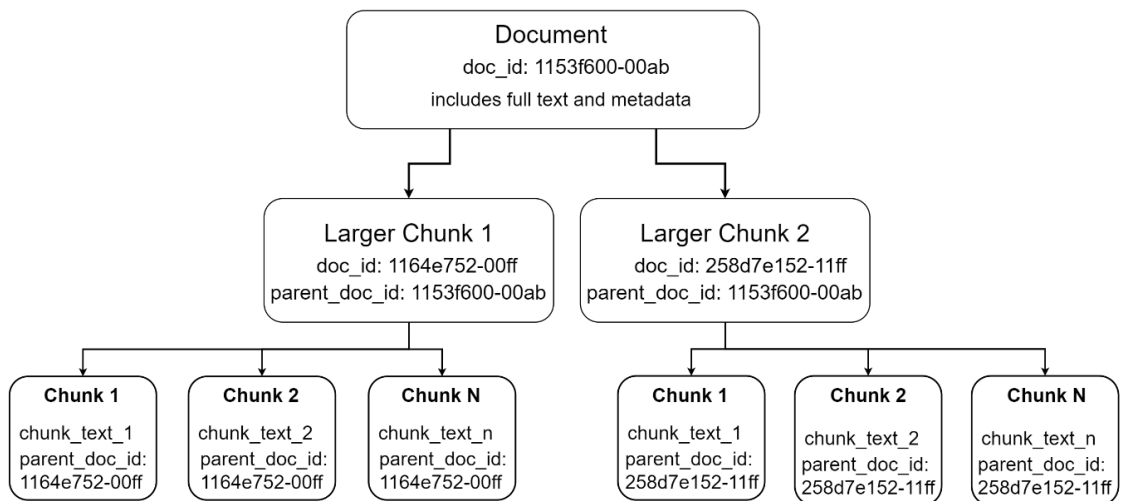 Document
doc_id: 1153f600-00ab
includes full text and metadata
Larger Chunk 1
doc_id: 1164e752-00ff
parent_doc_id: 1153f600-00ab
Larger Chunk 2
doc_id: 258d7e152-11ff
parent_doc_id: 1153f600-00ab
Chunk 1
chunk_text_1
parent_doc_id:
1164e752-00ff
Chunk 2
chunk_text_2
parent_doc_id:
1164e752-00ff
Chunk N
chunk_text_n
parent_doc_id:
1164e752-00ff
Chunk 1
chunk_text_1
parent_doc_id:
258d7e152-11ff
Chunk 2
chunk_text_2
parent_doc_id:
258d7e152-11ff
Chunk N
chunk_text_n
parent_doc_id:
258d7e152-11ff